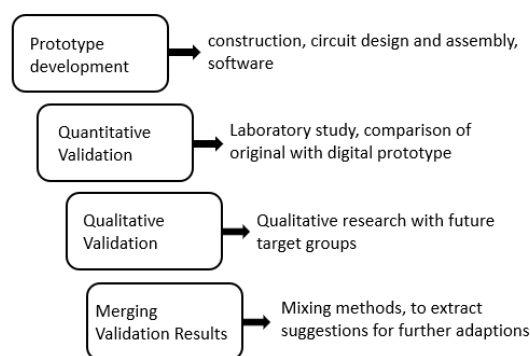 Prototype
development
construction, circuit design and assembly,
software
Quantitative
Validation
Laboratory study, comparison of
original with digital prototype
Qualitative
Validation
Qualitative research with future
target groups
Merging
Validation Results
Mixing methods, to extract
suggestions for further adaptions